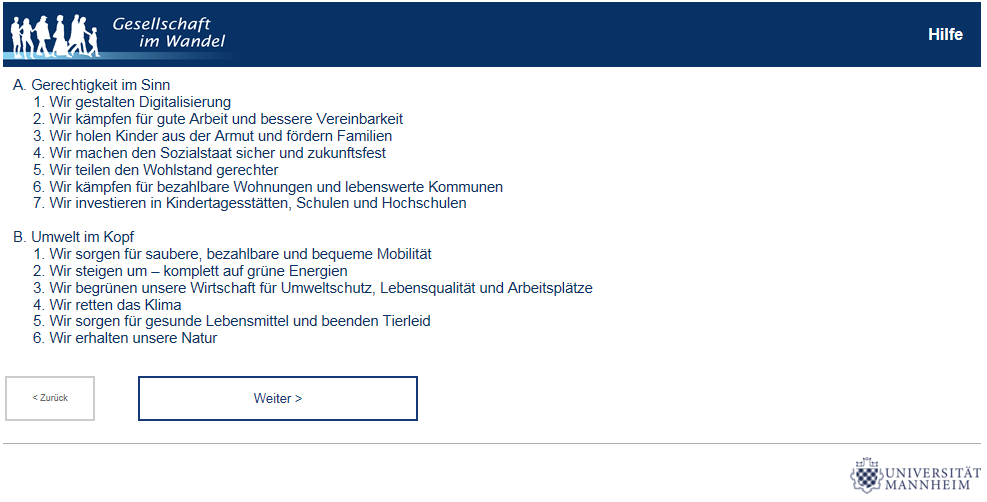 Gesellschaft
im Wandel
Hilfe
A. Gerechtigkeit im Sinn
1. Wir gestalten Digitalisierung
2. Wir kämpfen für gute Arbeit und bessere Vereinbarkeit
3. Wir holen Kinder aus der Armut und fördern Familien
4. Wir machen den Sozialstaat sicher und zukunftsfest
5. Wir teilen den Wohlstand gerechter
6. Wir kämpfen für bezahlbare Wohnungen und lebenswerte Kommunen
7. Wir investieren in Kindertagesstätten, Schulen und Hochschulen
B. Umwelt im Kopf
1. Wir sorgen für saubere, bezahlbare und bequeme Mobilität
2. Wir steigen um – komplett auf grüne Energien
3. Wir begrünen unsere Wirtschaft für Umweltschutz, Lebensqualität und Arbeitsplätze
4. Wir retten das Klima
5. Wir sorgen für gesunde Lebensmittel und beenden Tierleid
6. Wir erhalten unsere Natur
< Zurück
Weiter >
UNIVERSITÄT
MANNHEIM